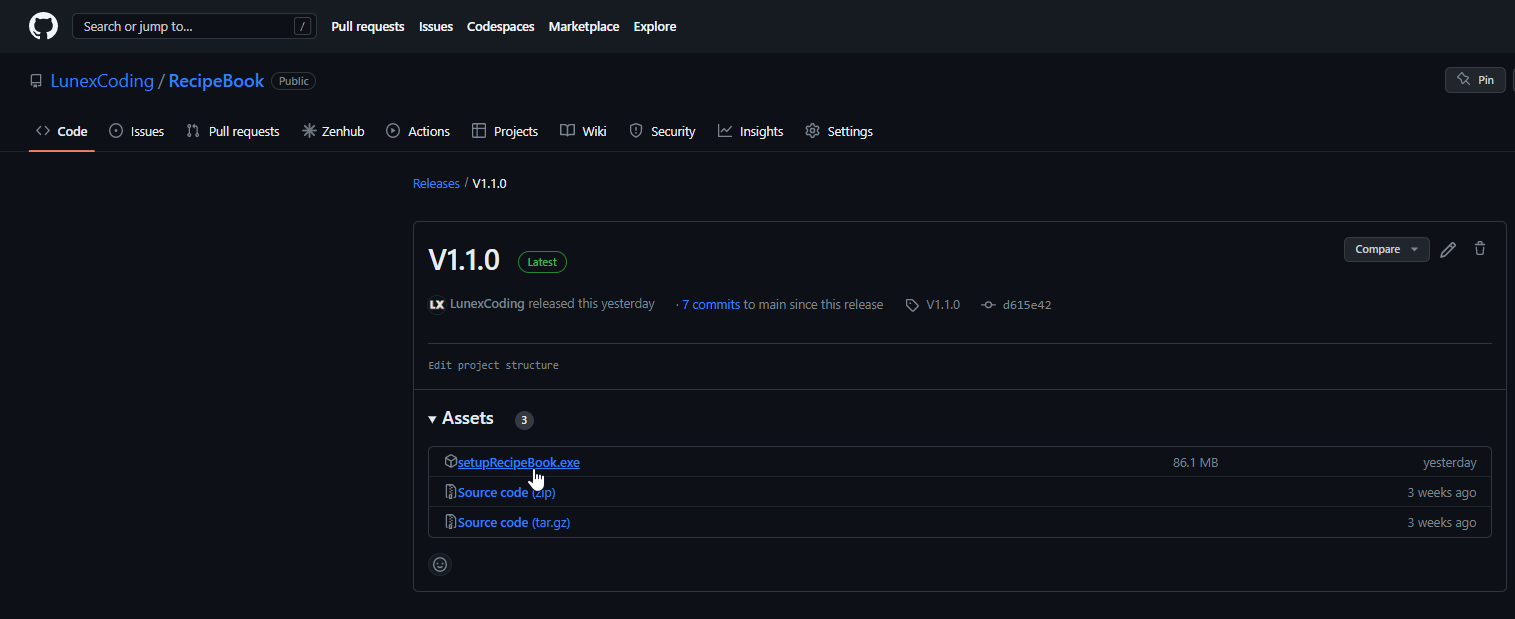 Search or jump to... /
Pull requests Issues Codespaces Marketplace Explore
LunexCoding / RecipeBook Public
Pin
Code Issues Pull requests Zenhub Actions Projects Wiki Security Insights Settings
Releases / V1.1.0
V1.1.0 Latest
Compare
LX LunexCoding released this yesterday · 7 commits to main since this release V1.1.0 d615e42
Edit project structure
Assets 3
setupRecipeBook.exe 86.1 MB yesterday
Source code (zip) 3 weeks ago
Source code (tar.gz) 3 weeks ago